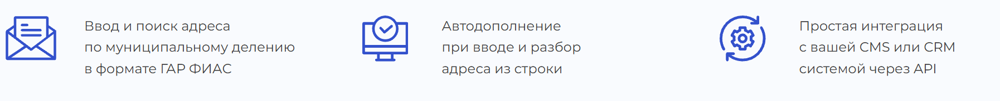 Ввод и поиск адреса
по муниципальному делению
в формате ГАР ФИАС
Автодополнение
при вводе и разбор
адреса из строки
Простая интеграция
с вашей CMS или CRM
системой через API